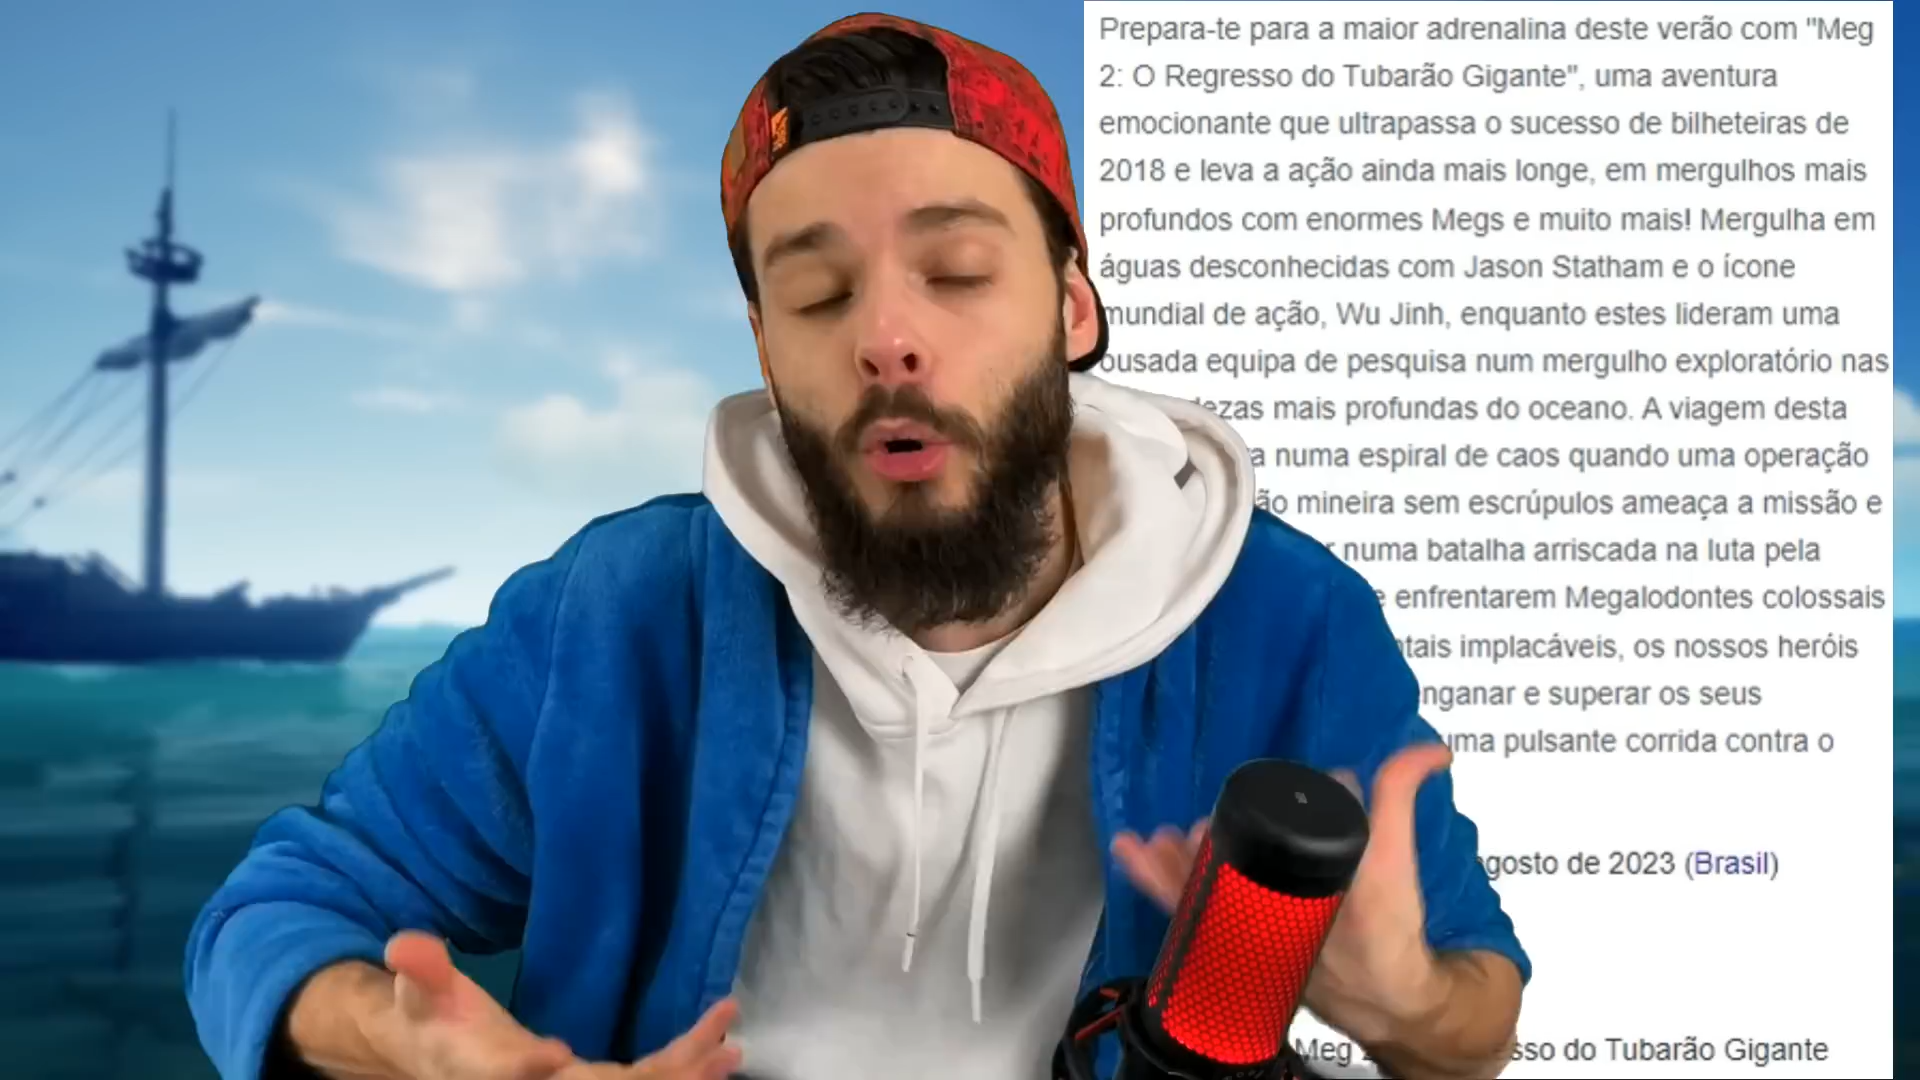 Prepara-te para a maior adrenalina deste verão com "Meg
2: O Regresso do Tubarão Gigante", uma aventura
emocionante que ultrapassa o sucesso de bilheteiras de
2018 e leva a ação ainda mais longe, em mergulhos mais
profundos com enormes Megs e muito mais! Mergulha em
águas desconhecidas com Jason Statham e o ícone
mundial de ação, Wu Jinh, enquanto estes lideram uma
ousada equipa de pesquisa num mergulho exploratório nas
mais profundas do oceano. A viagem desta
numa espiral de caos quando uma operação
mineira sem escrúpulos ameaça a missão e
numa batalha arriscada na luta pela
enfrentarem Megalodontes colossais
implacáveis, os nossos heróis
e superar os seus
uma pulsante corrida contra o
agosto de 2023 (Brasil)
Meg do Tubarão Gigante